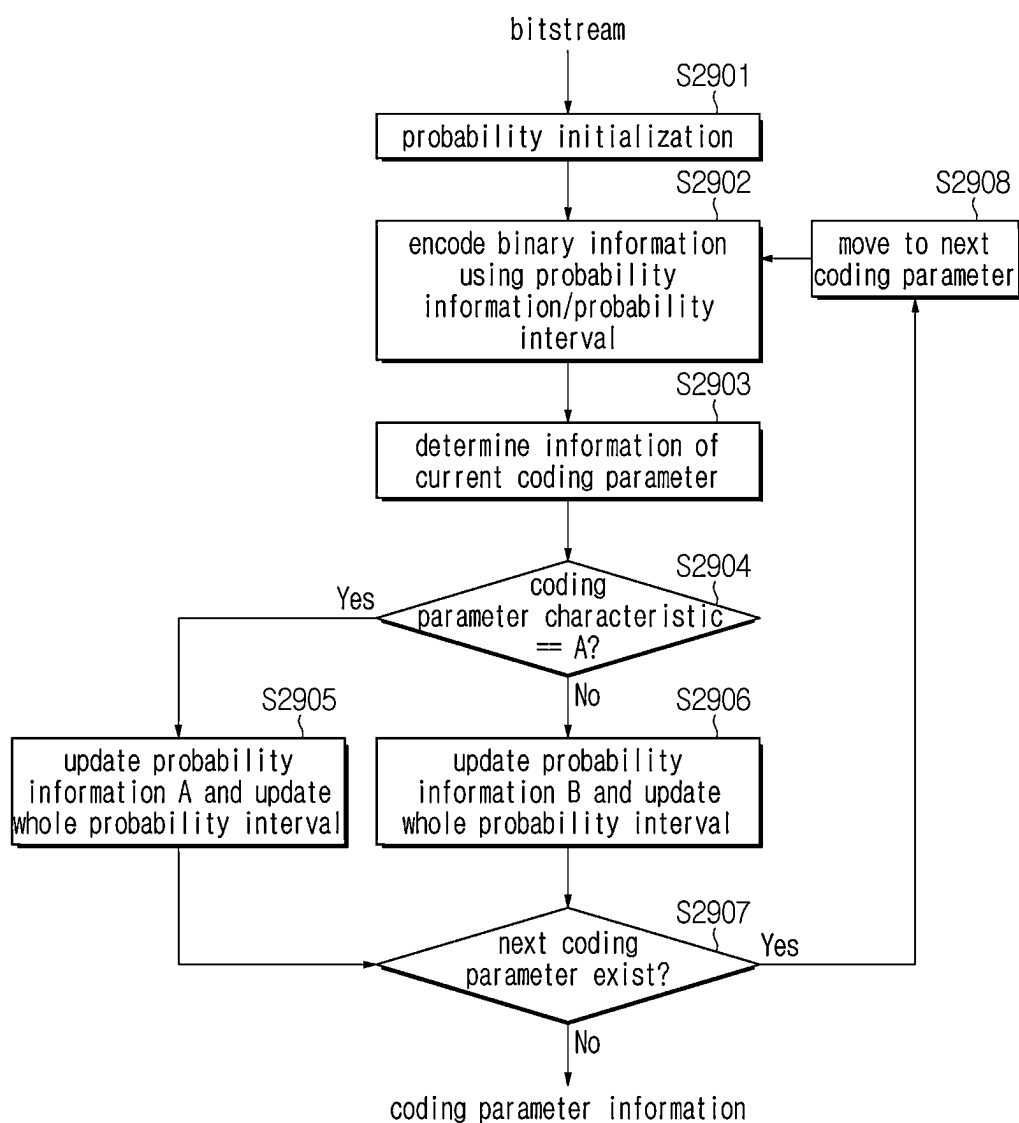 bitstream
S2901
probability initialization
S2902
encode binary information
using probability
information/probability
interval
S2908
move to next
coding parameter
S2903
determine information of
current coding parameter
S2904
coding
parameter characteristic
== A?
Yes
No
S2905
update probability
information A and update
whole probability interval
S2906
update probability
information B and update
whole probability interval
S2907
next coding
parameter exist?
Yes
No
coding parameter information